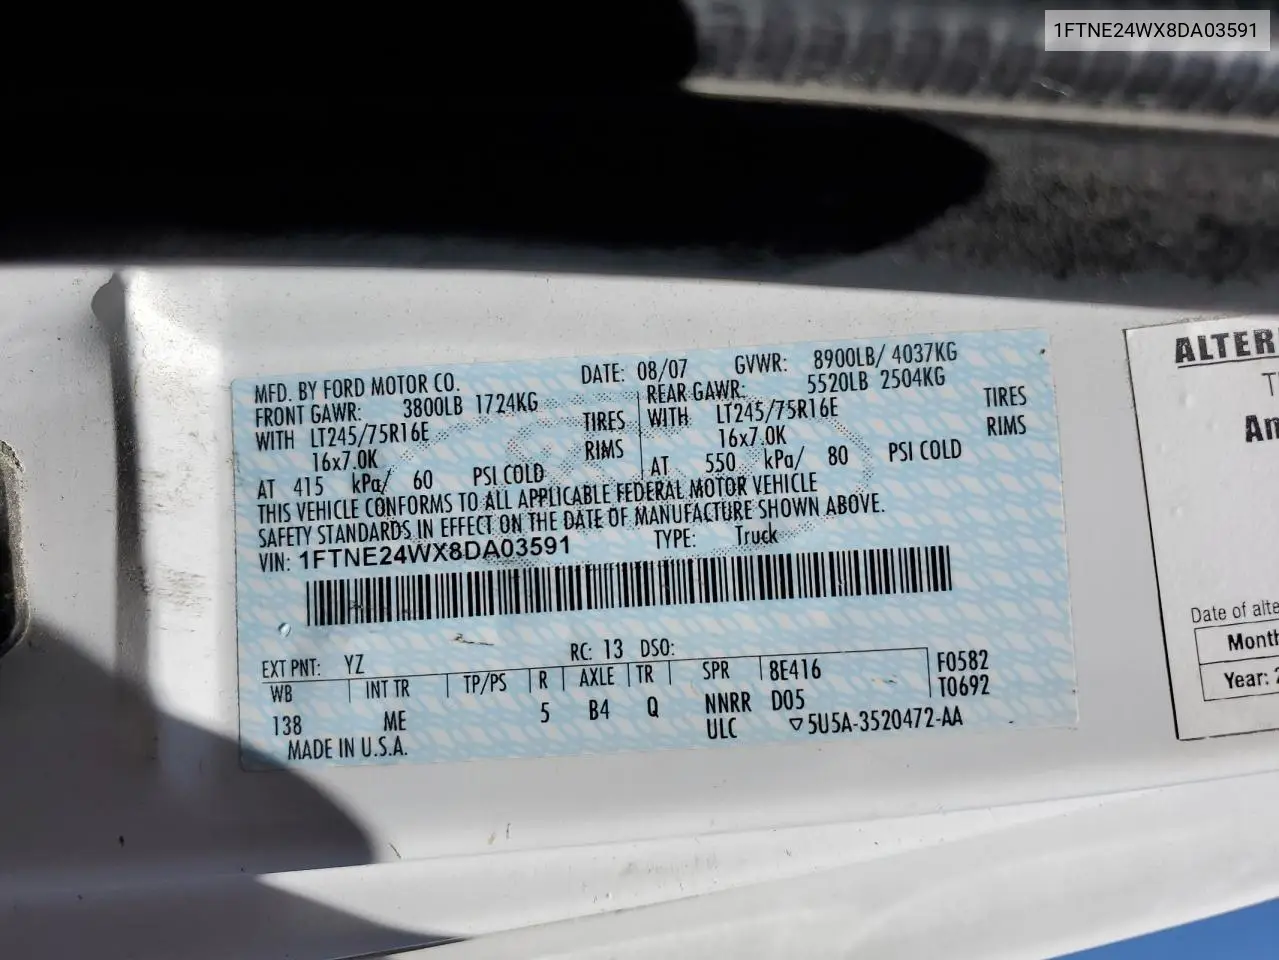 1FTNE24WX8DA03591
MFD. BY FORD MOTOR CO. DATE: 08/07 GVWR: 8900LB/ 4037KG
FRONT GAWR: 3800LB 1724KG REAR GAWR: 5520LB 2504KG
WITH LT245/75R16E TIRES WITH LT245/75R16E TIRES
16x7.0K RIMS 16x7.0K RIMS
AT 415 kPa/ 60 PSI COLD AT 550 kPa/ 80 PSI COLD
THIS VEHICLE CONFORMS TO ALL APPLICABLE FEDERAL MOTOR VEHICLE
SAFETY STANDARDS IN EFFECT ON THE DATE OF MANUFACTURE SHOWN ABOVE.
VIN: 1FTNE24WX8DA03591 TYPE: Truck
EXT PNT: YZ RC: 13 DSO:
WB INT TR TP/PS R AXLE TR SPR 8E416 F0582
138 ME 5 B4 Q NNRR D05 T0692
MADE IN U.S.A. ULC ▽5U5A-3520472-AA
ALTER
T
An
Date of alte
Month
Year: 2